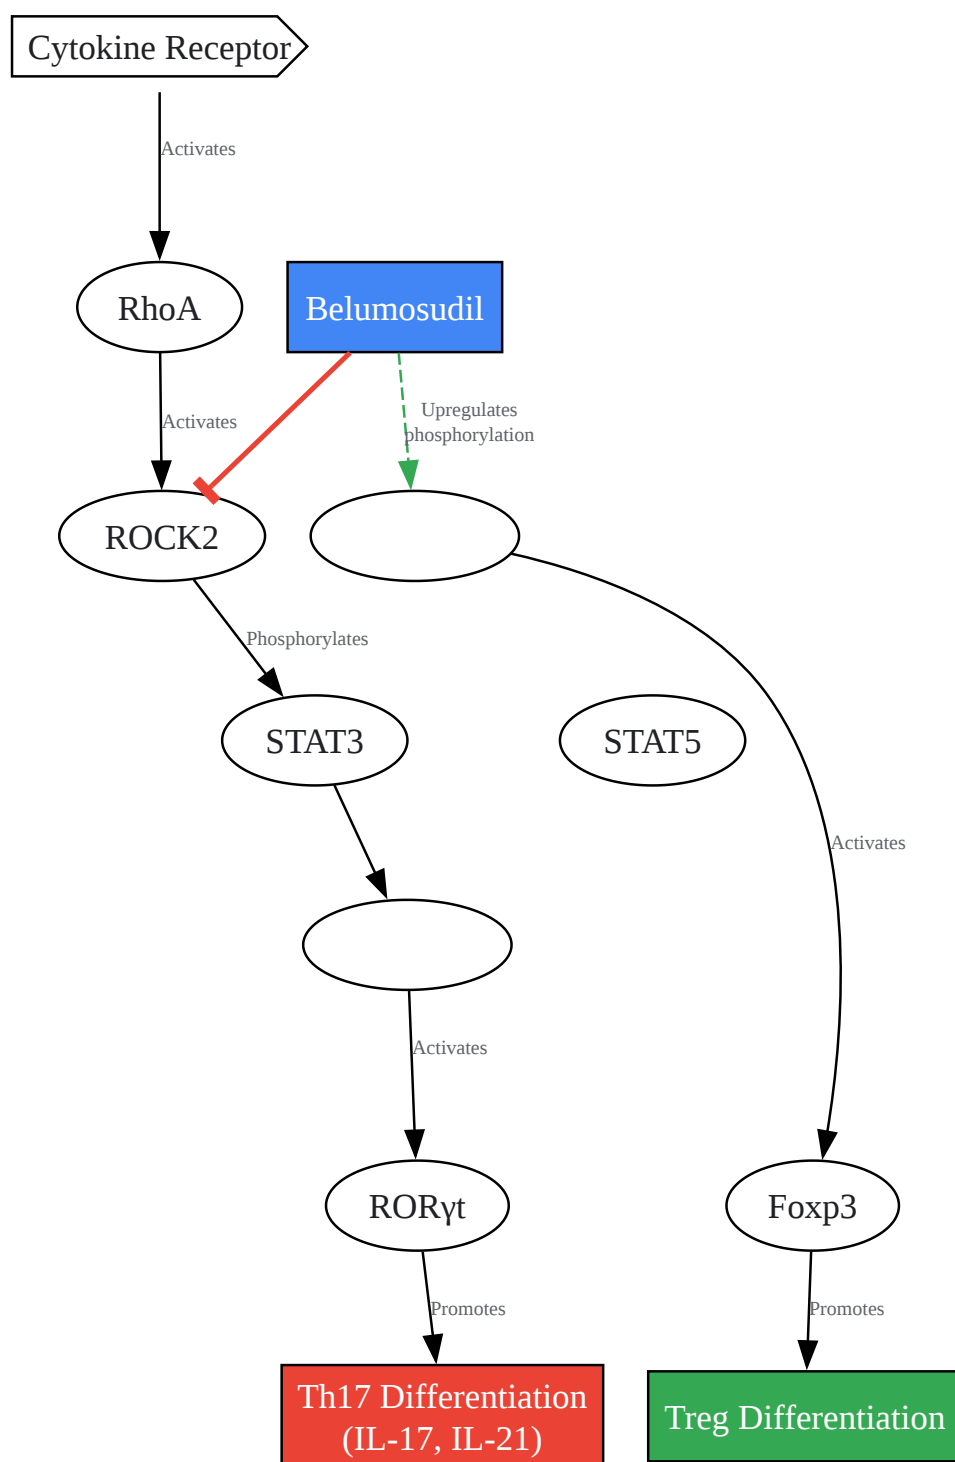 Cytokine Receptor
Activates
RhoA
Belumosudil
Activates
Upregulates
phosphorylation
ROCK2
Phosphorylates
STAT3
STAT5
Activates
Activates
RORγt
Foxp3
Promotes
Promotes
Th17 Differentiation
(IL-17, IL-21)
Treg Differentiation